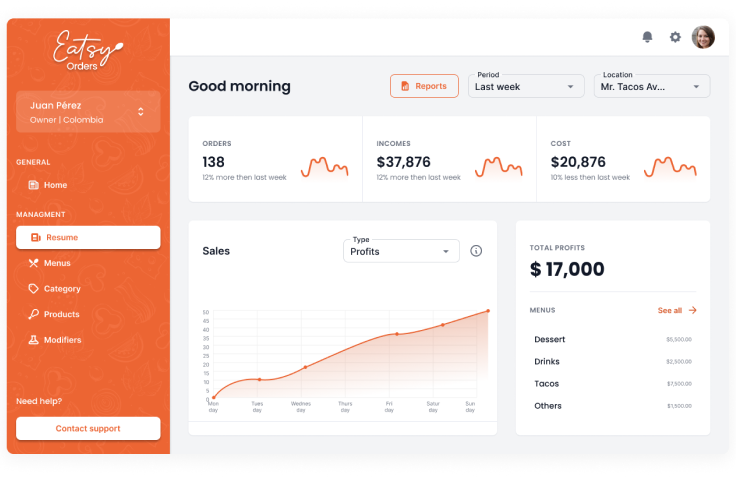 Eatsy
Orders
Juan Pérez
Owner | Colombia
GENERAL
Home
MANAGMENT
Resume
Menus
Category
Products
Modifiers
Need help?
Contact support
Good morning
Reports
Period
Last week
Location
Mr. Tacos Av...
ORDERS
138
12% more then last week
INCOMES
$37,876
12% more then last week
COST
$20,876
10% less then last week
Sales
Type
Profits
50
45
40
35
30
25
20
15
10
5
0
Mon
day
Tues
day
Wednes
day
Thurs
day
Fri
day
Satur
day
Sun
day
TOTAL PROFITS
$ 17,000
MENUS
See all
Dessert
$5,500.00
Drinks
$2,500.00
Tacos
$7,500.00
Others
$1,500.00